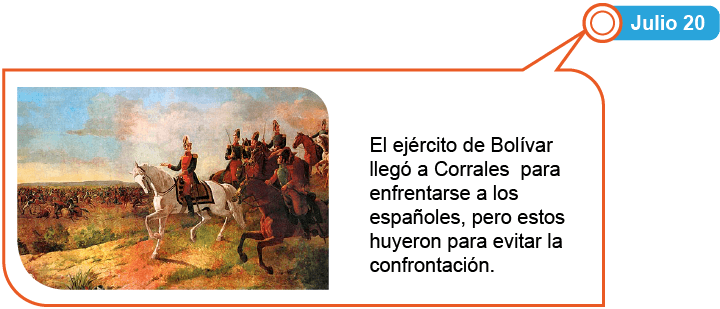 Julio 20
El ejército de Bolívar
llegó a Corrales para
enfrentarse a los
españoles, pero estos
huyeron para evitar la
confrontación.